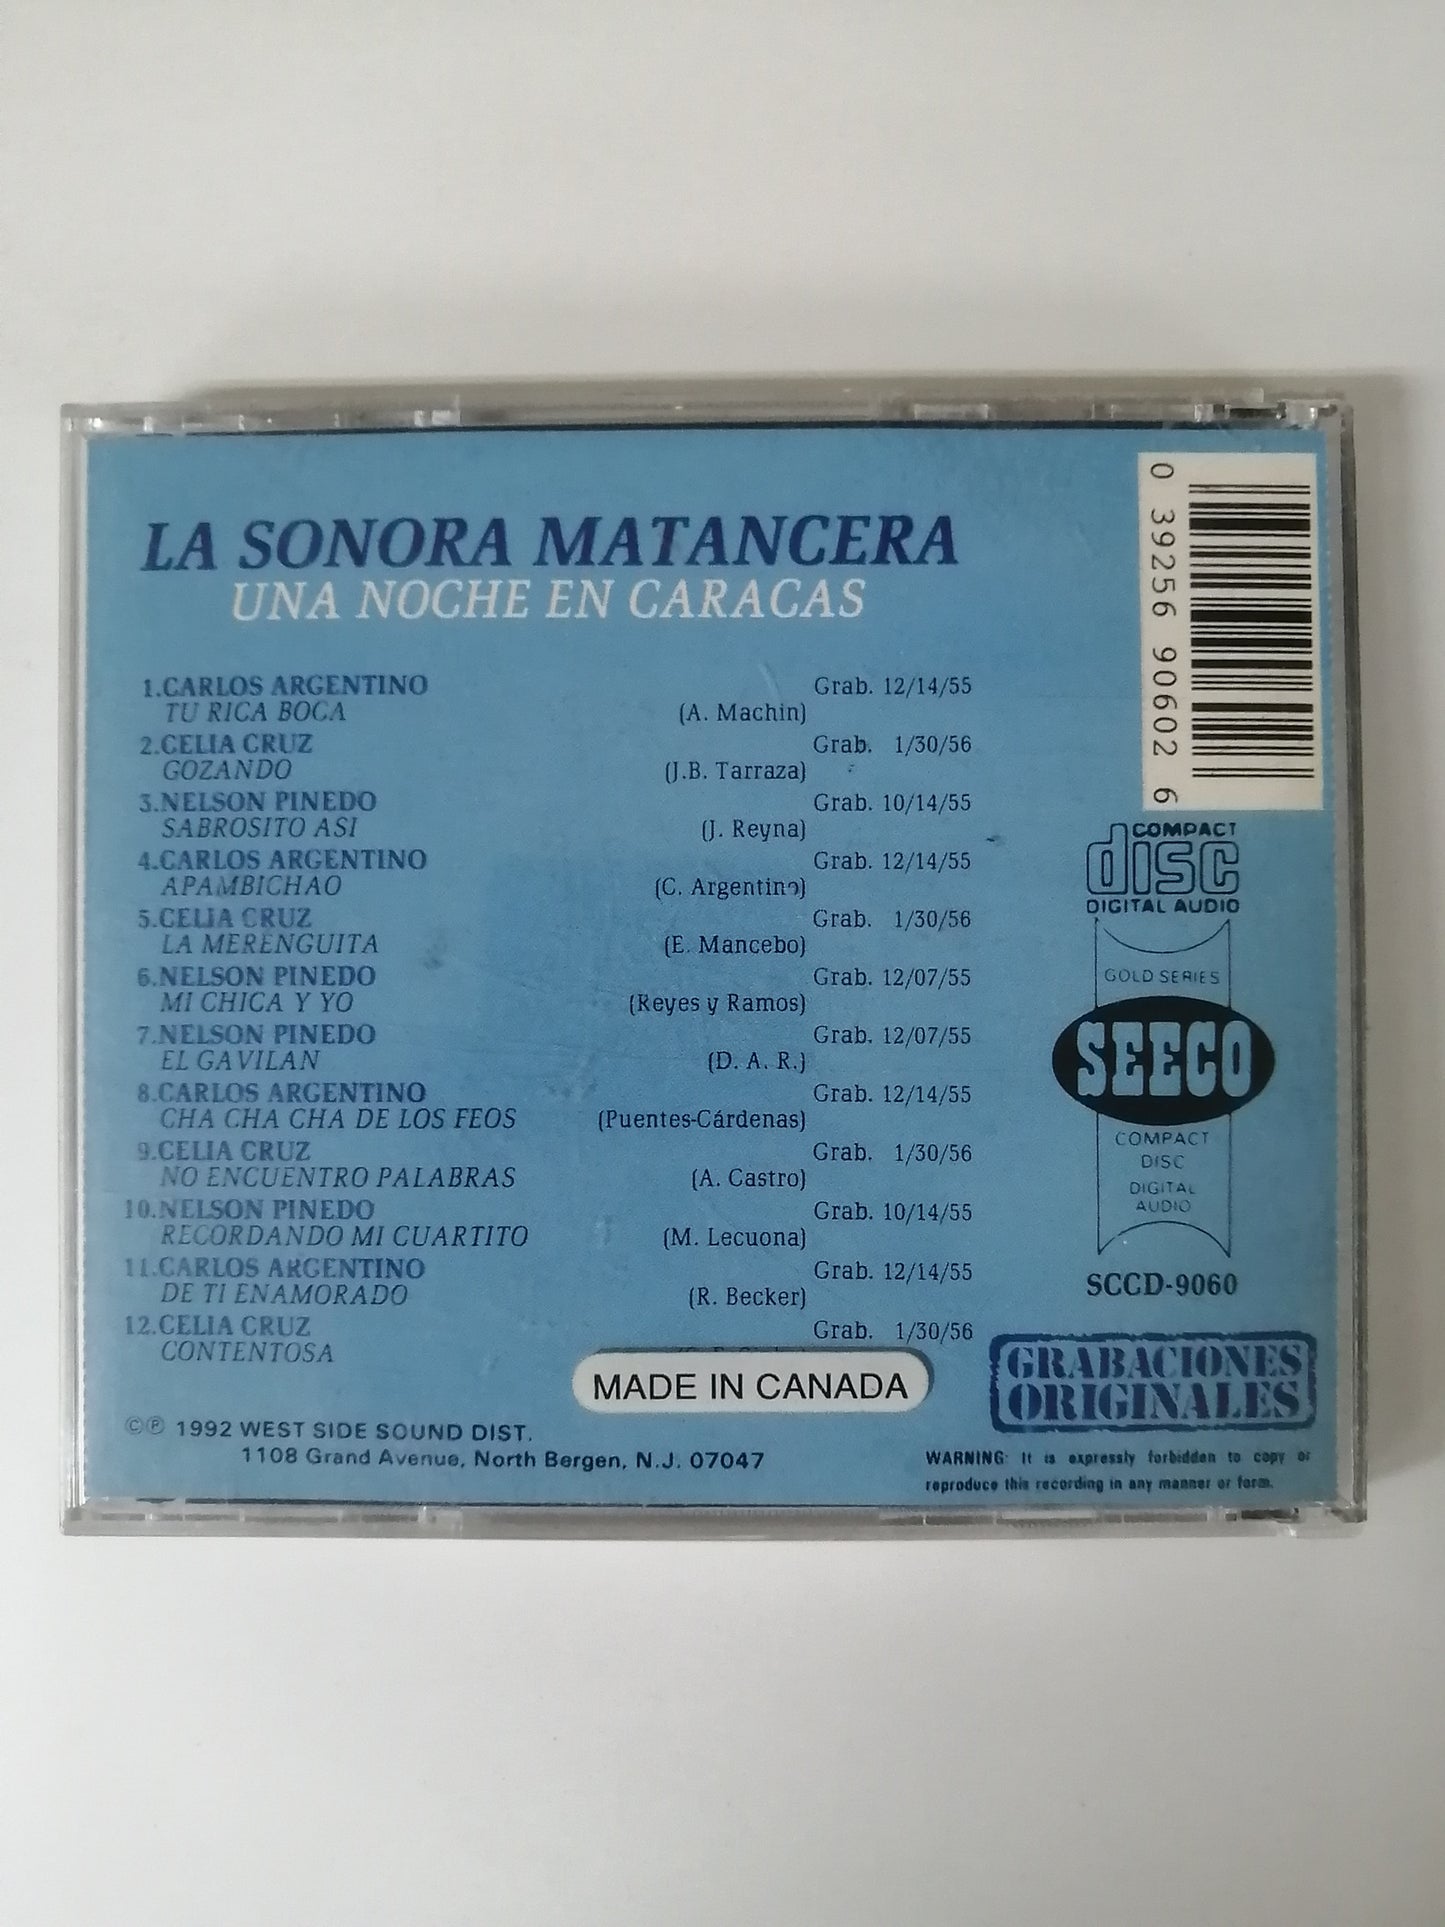 LA SONORA MATANCERA
UNA NOCHE EN CARACAS
1.CARLOS ARGENTINO Grab. 12/14/55
TU RICA BOCA (A. Machin)
2.CELIA CRUZ Grab. 1/30/56
GOZANDO (J.B. Tarraza)
3.NELSON PINEDO Grab. 10/14/55
SABROSITO ASI (J. Reyna)
4.CARLOS ARGENTINO Grab. 12/14/55
APAMBICHAO (C. Argentino)
5.CELIA CRUZ Grab. 1/30/56
LA MERENGUITA (E. Mancebo)
6.NELSON PINEDO Grab. 12/07/55
MI CHICA Y YO (Reyes y Ramos)
7.NELSON PINEDO Grab. 12/07/55
EL GAVILAN (D. A. R.)
8.CARLOS ARGENTINO Grab. 12/14/55
CHA CHA CHA DE LOS FEOS (Puentes-Cárdenas)
9.CELIA CRUZ Grab. 1/30/56
NO ENCUENTRO PALABRAS (A. Castro)
10.NELSON PINEDO Grab. 10/14/55
RECORDANDO MI CUARTITO (M. Lecuona)
11.CARLOS ARGENTINO Grab. 12/14/55
DE TI ENAMORADO (R. Becker)
12.CELIA CRUZ Grab. 1/30/56
CONTENTOSA
MADE IN CANADA
©℗ 1992 WEST SIDE SOUND DIST.
1108 Grand Avenue, North Bergen, N.J. 07047
0 39256 90602 6
COMPACT
disc
DIGITAL AUDIO
GOLD SERIES
SEECO
COMPACT
DISC
DIGITAL
AUDIO
SCCD-9060
GRABACIONES
ORIGINALES
WARNING: It is expressly forbidden to copy or
reproduce this recording in any manner or form.